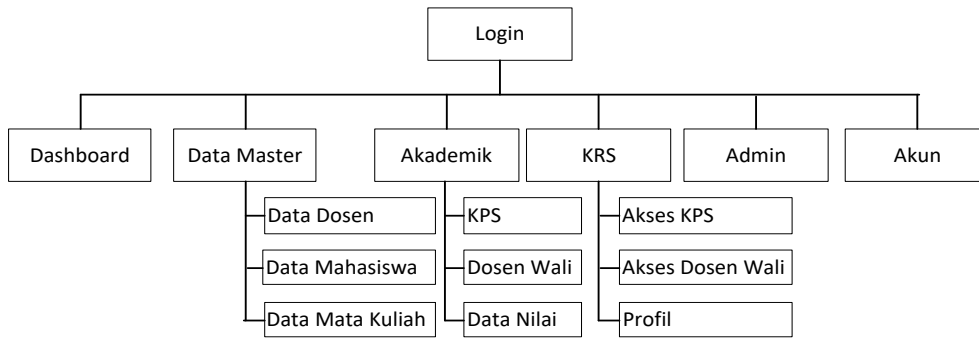 Login
Dashboard
Data Master
Akademik
KRS
Admin
Akun
Data Dosen
KPS
Akses KPS
Data Mahasiswa
Dosen Wali
Akses Dosen Wali
Data Mata Kuliah
Data Nilai
Profil